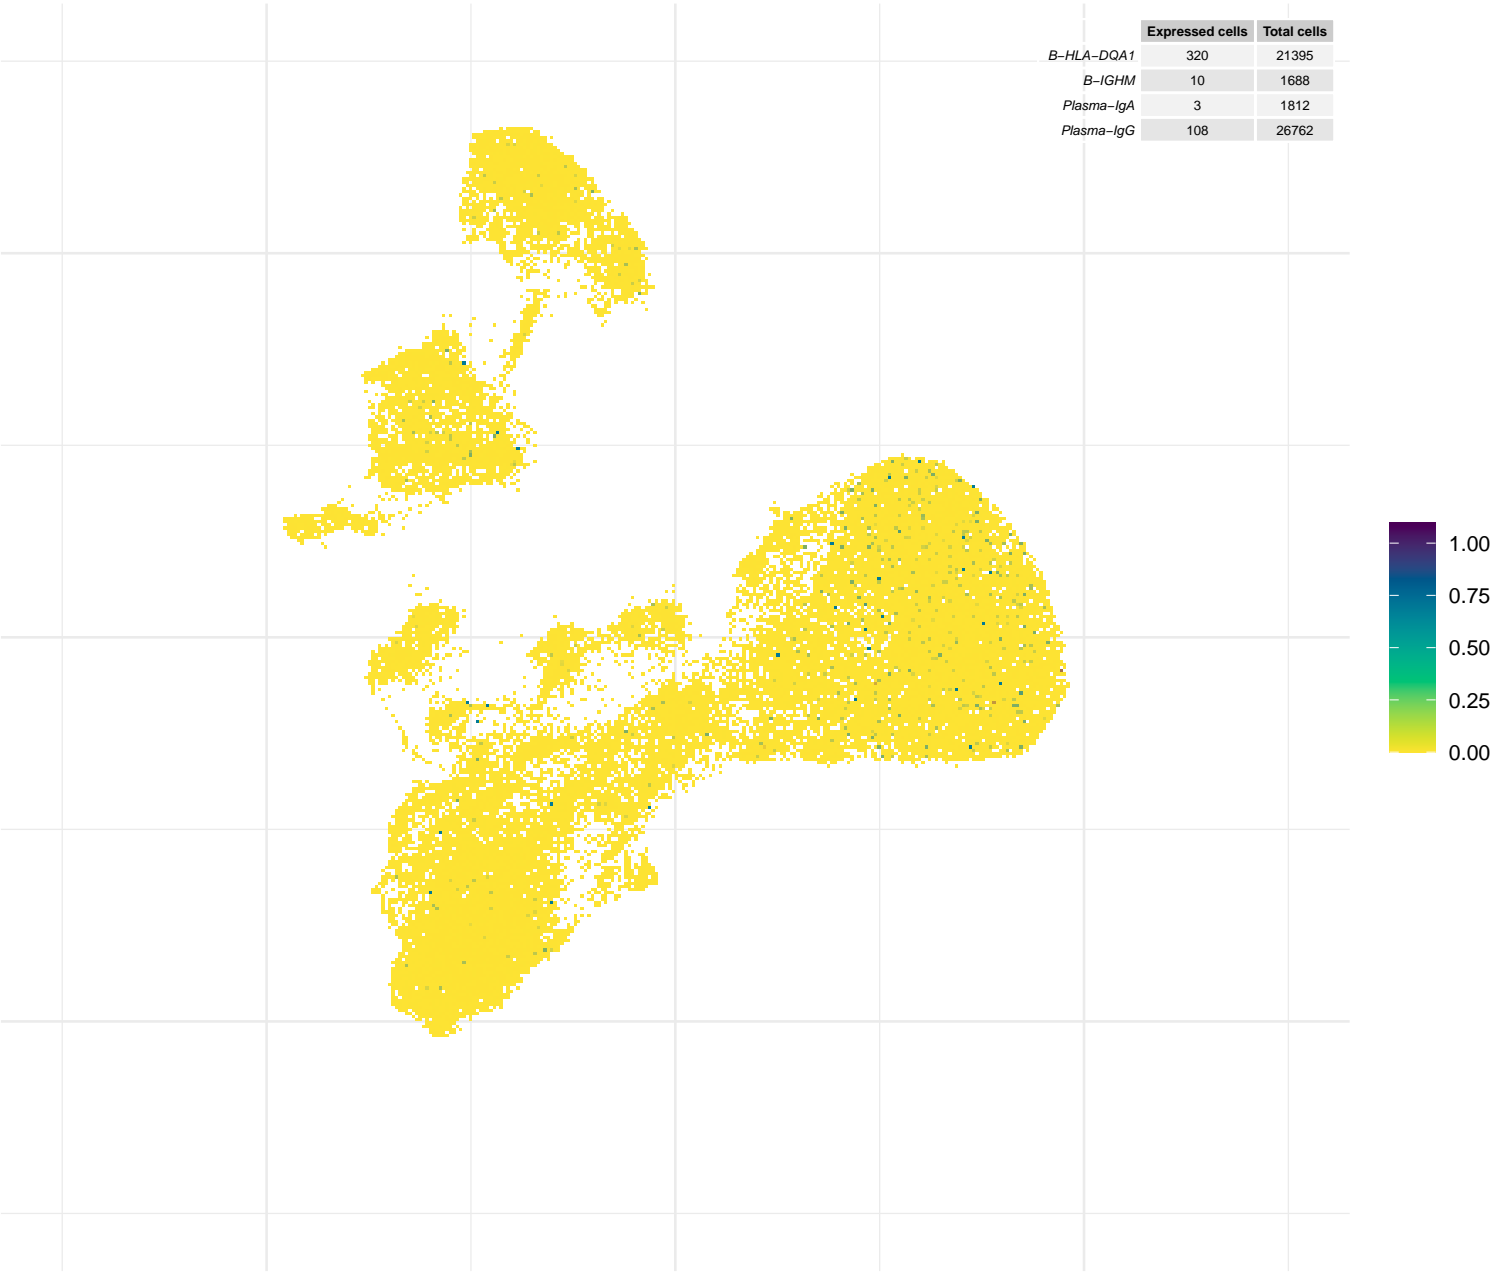 Expressed cells Total cells
B−HLA−DQA1 320 21395
B−IGHM 10 1688
Plasma−IgA 3 1812
Plasma−IgG 108 26762
1.00
0.75
0.50
0.25
0.00